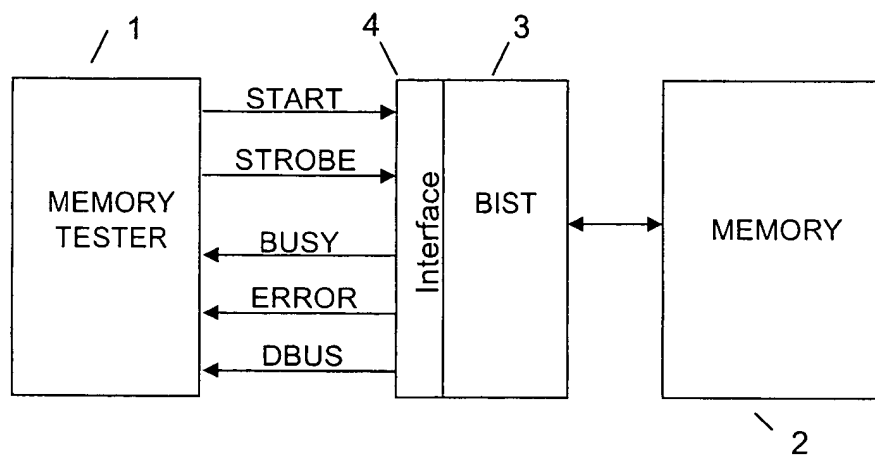 1
4
3
START
STROBE
MEMORY
TESTER
BUSY
ERROR
DBUS
Interface
BIST
MEMORY
2